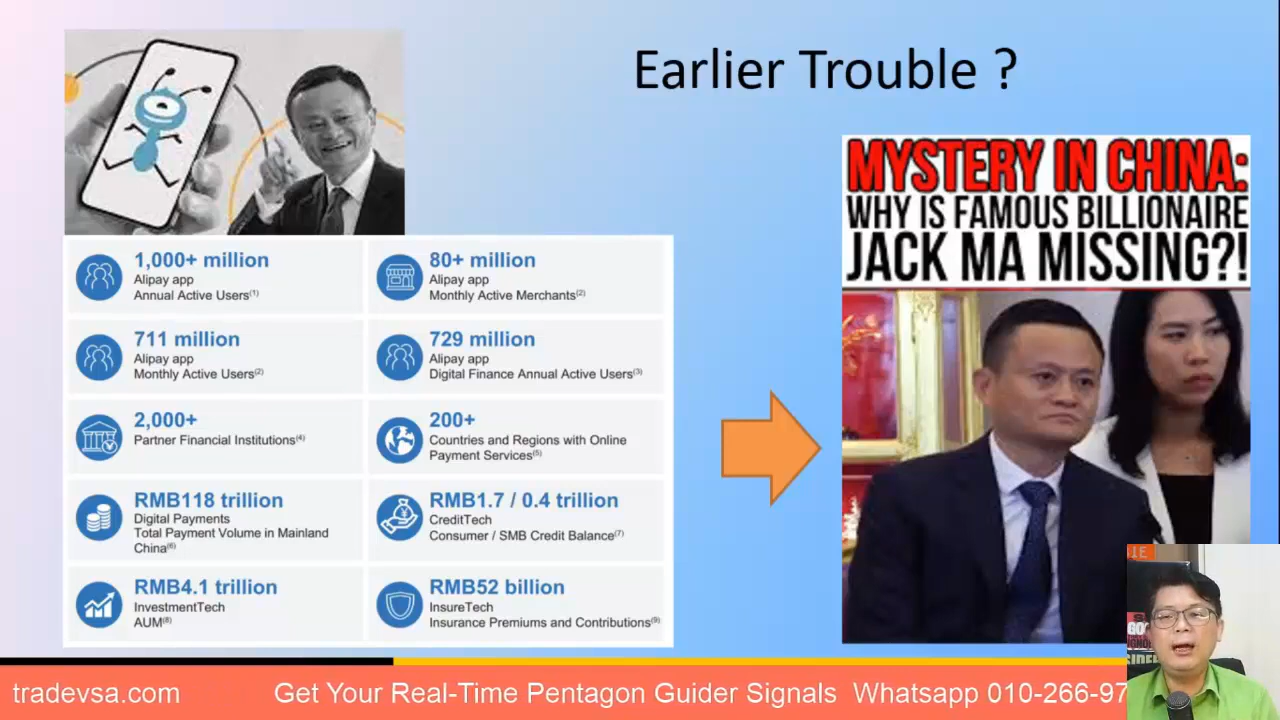 Earlier Trouble ?
1,000+ million
Alipay app
Annual Active Users(1)
80+ million
Alipay app
Monthly Active Merchants(2)
711 million
Alipay app
Monthly Active Users(2)
729 million
Alipay app
Digital Finance Annual Active Users(3)
2,000+
Partner Financial Institutions(4)
200+
Countries and Regions with Online
Payment Services(5)
RMB118 trillion
Digital Payments
Total Payment Volume in Mainland
China(6)
RMB1.7 / 0.4 trillion
CreditTech
Consumer / SMB Credit Balance(7)
RMB4.1 trillion
InvestmentTech
AUM(8)
RMB52 billion
InsureTech
Insurance Premiums and Contributions(9)
MYSTERY IN CHINA:
WHY IS FAMOUS BILLIONAIRE
JACK MA MISSING?!
tradevsa.com
Get Your Real-Time Pentagon Guider Signals Whatsapp 010-266-97